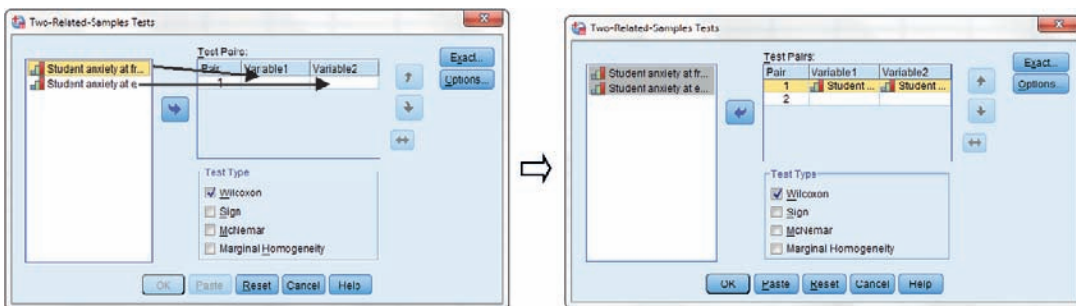 Two-Related-Samples Tests
Test Pairs:
Pair Variable1 Variable2
1
Student anxiety at fr...
Student anxiety at e
Exact...
Options...
Test Type
Wilcoxon
Sign
McNemar
Marginal Homogeneity
OK Paste Reset Cancel Help
Two-Related-Samples Tests
Test Pairs:
Pair Variable1 Variable2
1 Student ... Student ...
2
Student anxiety at fr...
Student anxiety at e...
Exact...
Options...
Test Type
Wilcoxon
Sign
McNemar
Marginal Homogeneity
OK Paste Reset Cancel Help